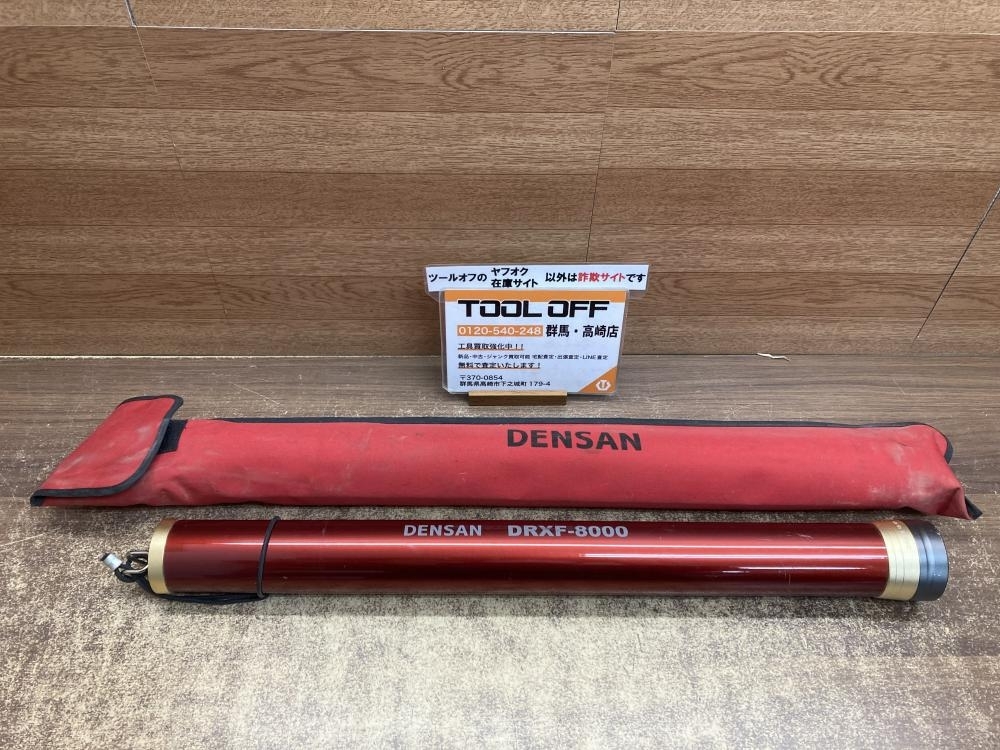 ツールオフの ヤフオク 在庫サイト 以外は詐欺サイトです
TOOL OFF
0120-540-248 群馬・高崎店
工具買取強化中！！
新品・中古・ジャンク買取可能 宅配査定・出張査定・LINE査定
無料で査定いたします！
〒370-0854
群馬県高崎市下之城町 179-4
DENSAN
DENSAN DRXF-8000